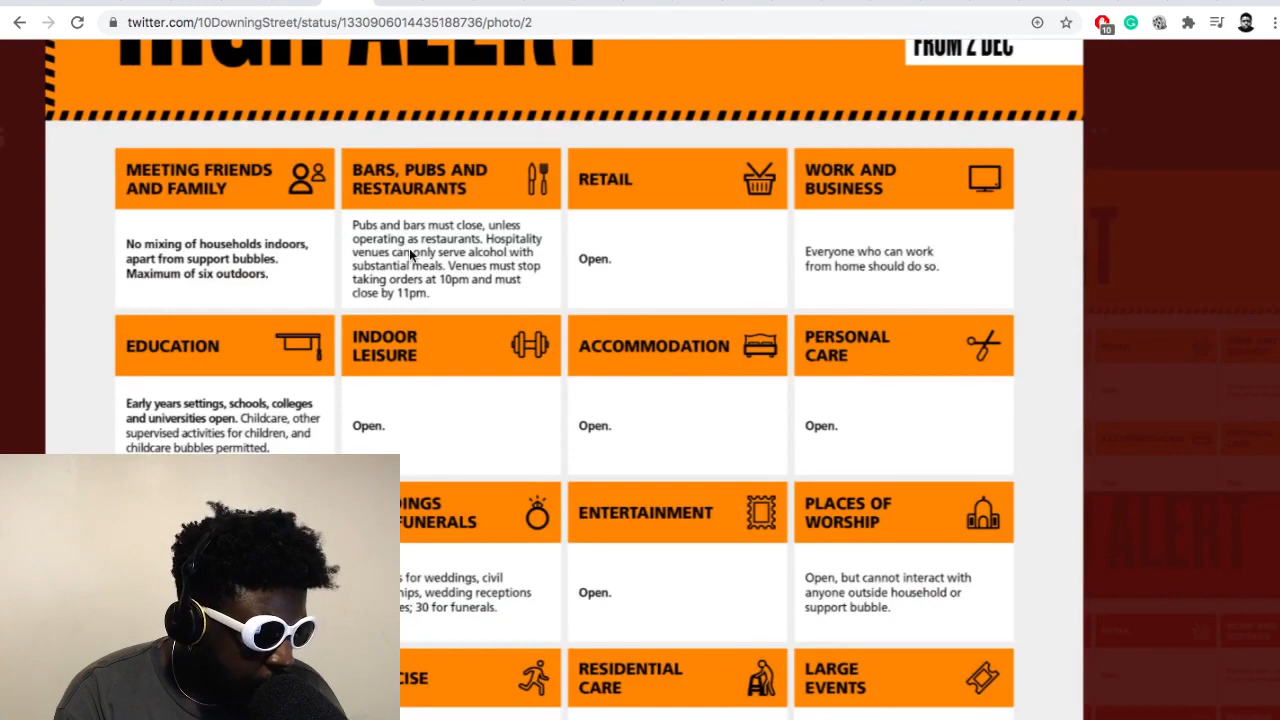 twitter.com/10DowningStreet/status/1330906014435188736/photo/2
10
HIGH ALERT
FROM 2 DEC
MEETING FRIENDS
AND FAMILY
No mixing of households indoors,
apart from support bubbles.
Maximum of six outdoors.
BARS, PUBS AND
RESTAURANTS
Pubs and bars must close, unless
operating as restaurants. Hospitality
venues can only serve alcohol with
substantial meals. Venues must stop
taking orders at 10pm and must
close by 11pm.
RETAIL
Open.
WORK AND
BUSINESS
Everyone who can work
from home should do so.
EDUCATION
Early years settings, schools, colleges
and universities open. Childcare, other
supervised activities for children, and
childcare bubbles permitted.
INDOOR
LEISURE
Open.
ACCOMMODATION
Open.
PERSONAL
CARE
Open.
INGS
FUNERALS
s for weddings, civil
hips, wedding receptions
es; 30 for funerals.
ENTERTAINMENT
Open.
PLACES OF
WORSHIP
Open, but cannot interact with
anyone outside household or
support bubble.
CISE
RESIDENTIAL
CARE
LARGE
EVENTS
ALERT